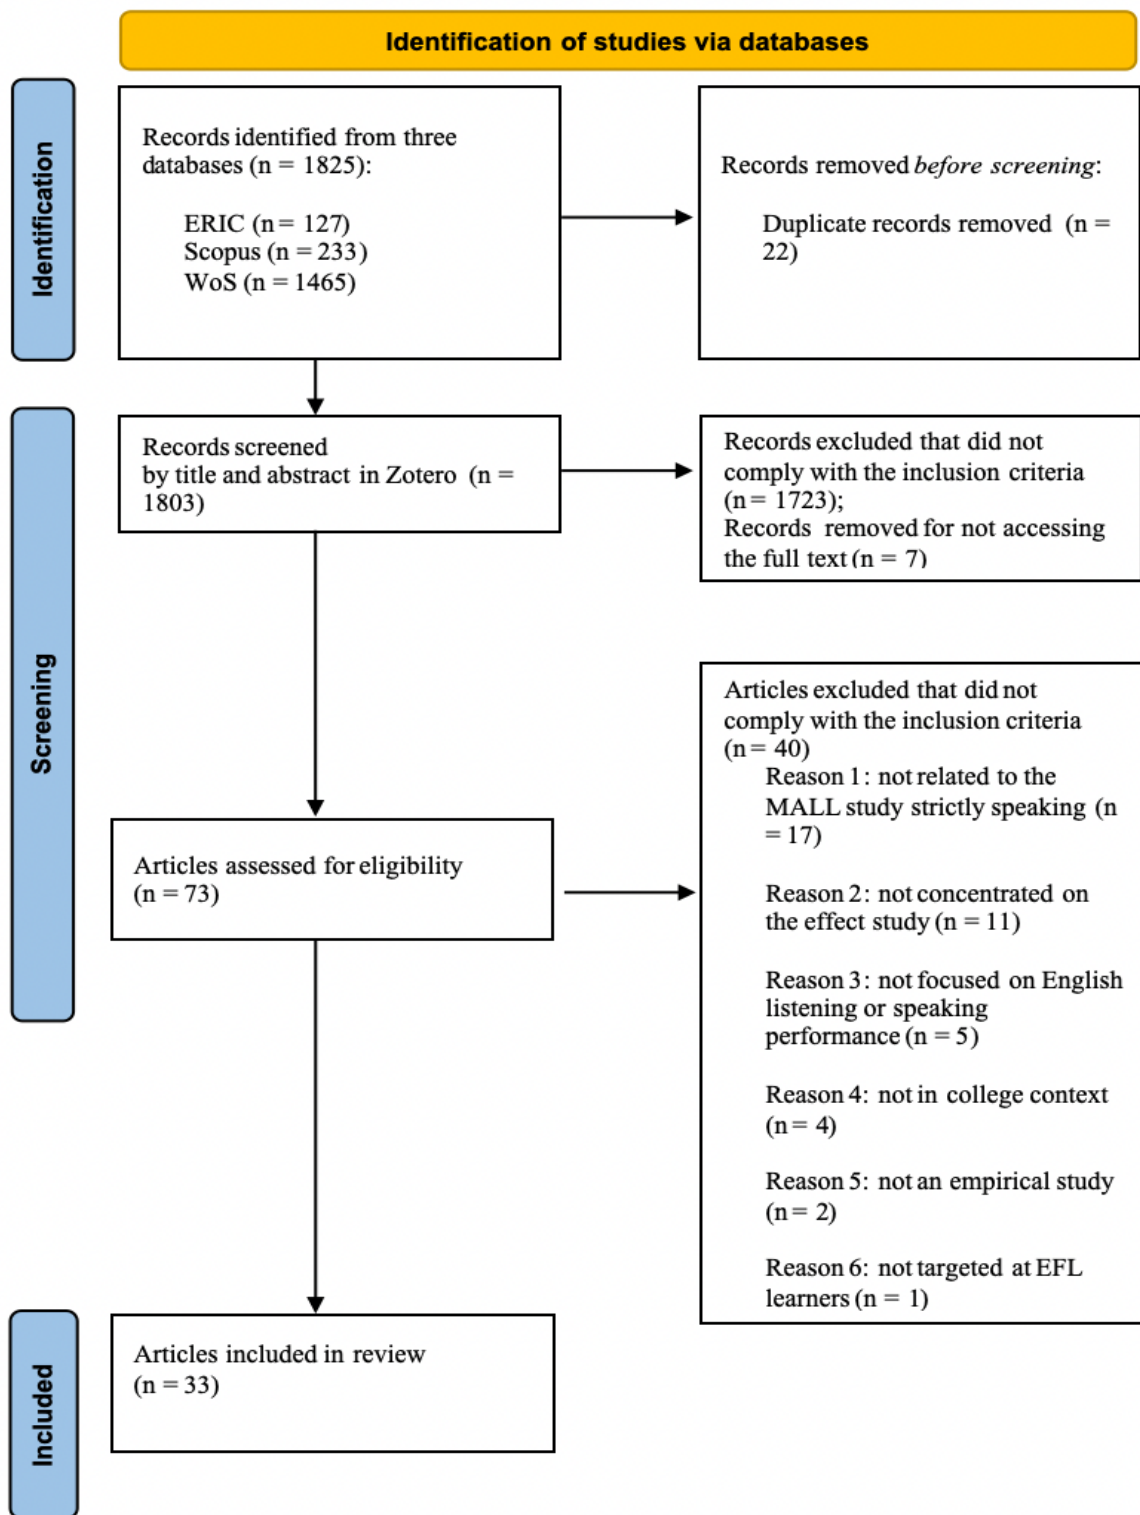 Identification of studies via databases
Identification
Records identified from three
databases (n = 1825):
ERIC (n = 127)
Scopus (n = 233)
WoS (n = 1465)
Records removed before screening:
Duplicate records removed (n =
22)
Screening
Records screened
by title and abstract in Zotero (n =
1803)
Records excluded that did not
comply with the inclusion criteria
(n = 1723);
Records removed for not accessing
the full text (n = 7)
Articles assessed for eligibility
(n = 73)
Articles excluded that did not
comply with the inclusion criteria
(n = 40)
Reason 1: not related to the
MALL study strictly speaking (n
= 17)
Reason 2: not concentrated on
the effect study (n = 11)
Reason 3: not focused on English
listening or speaking
performance (n = 5)
Reason 4: not in college context
(n = 4)
Reason 5: not an empirical study
(n = 2)
Reason 6: not targeted at EFL
learners (n = 1)
Included
Articles included in review
(n = 33)